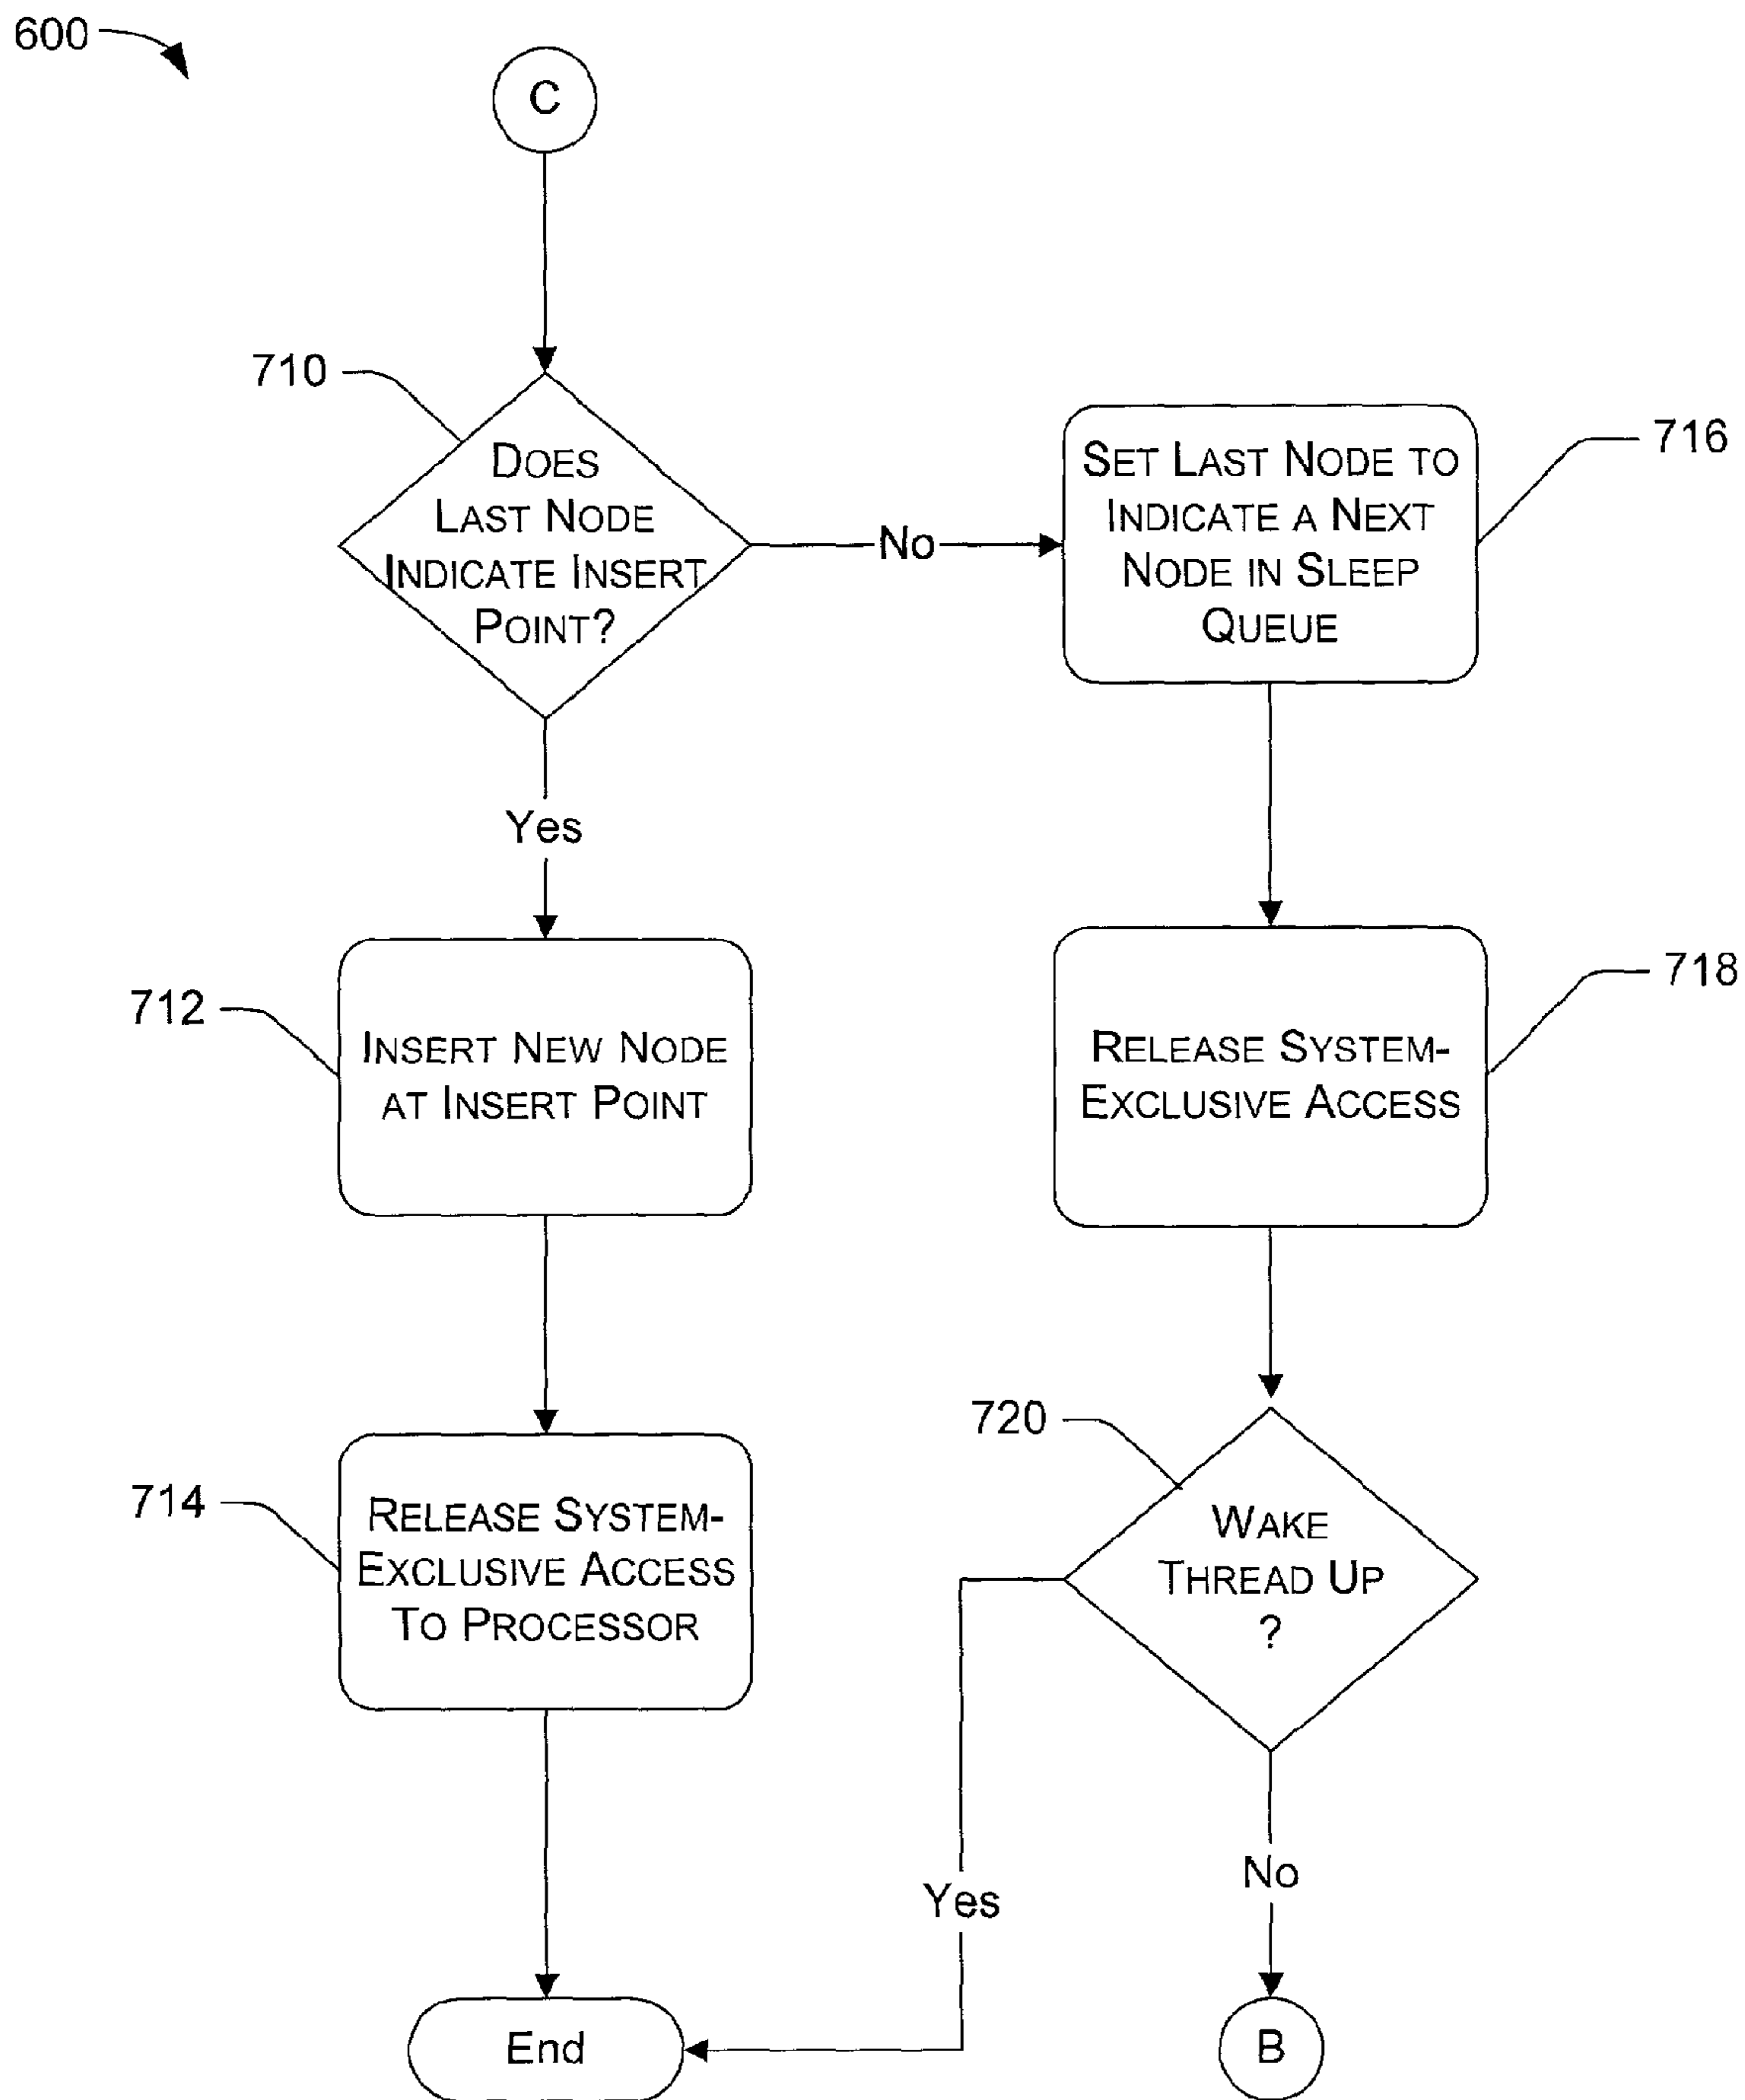 600
C
710
DOES
LAST NODE
INDICATE INSERT
POINT?
No
SET LAST NODE TO
INDICATE A NEXT
NODE IN SLEEP
QUEUE
716
Yes
712
INSERT NEW NODE
AT INSERT POINT
RELEASE SYSTEM-
EXCLUSIVE ACCESS
718
714
RELEASE SYSTEM-
EXCLUSIVE ACCESS
TO PROCESSOR
720
WAKE
THREAD UP
?
Yes
No
End
B